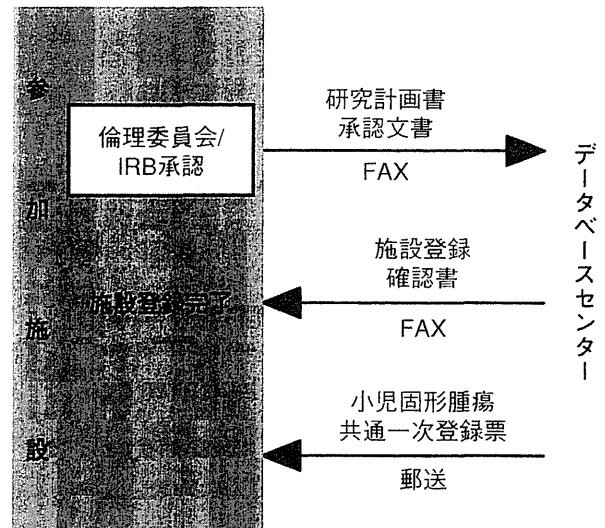 参加施設
倫理委員会/
IRB承認
研究計画書
承認文書
FAX
施設登録完了
施設登録
確認書
FAX
小児固形腫瘍
共通一次登録票
郵送
データベースセンター